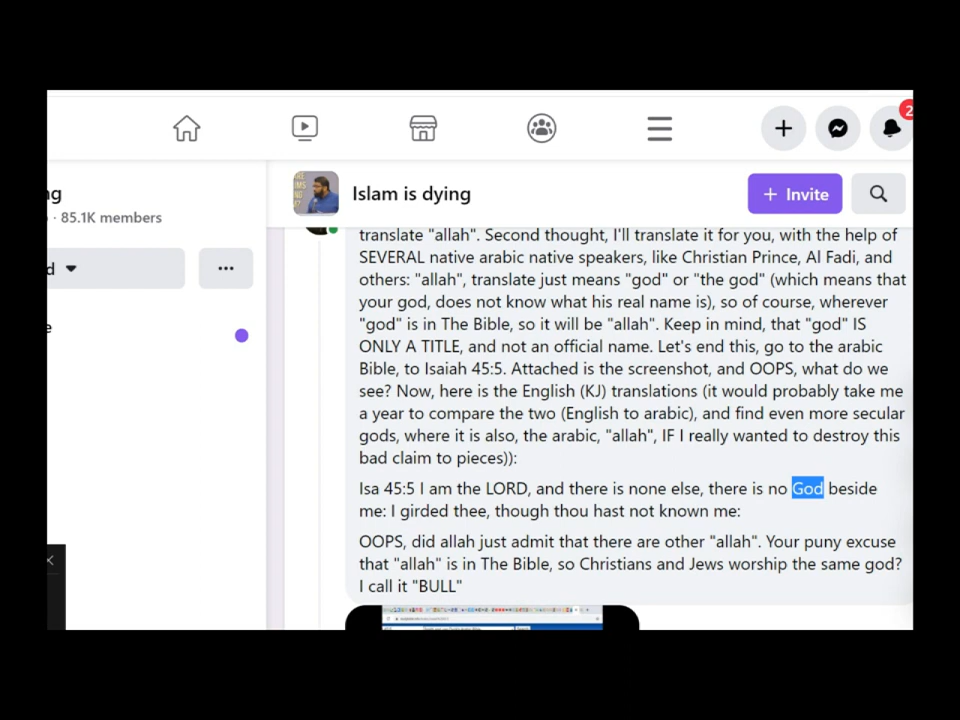 2
ng
· 85.1K members
Islam is dying
+ Invite
d
e
translate "allah". Second thought, I'll translate it for you, with the help of
SEVERAL native arabic native speakers, like Christian Prince, Al Fadi, and
others: "allah", translate just means "god" or "the god" (which means that
your god, does not know what his real name is), so of course, wherever
"god" is in The Bible, so it will be "allah". Keep in mind, that "god" IS
ONLY A TITLE, and not an official name. Let's end this, go to the arabic
Bible, to Isaiah 45:5. Attached is the screenshot, and OOPS, what do we
see? Now, here is the English (KJ) translations (it would probably take me
a year to compare the two (English to arabic), and find even more secular
gods, where it is also, the arabic, "allah", IF I really wanted to destroy this
bad claim to pieces)):
Isa 45:5 I am the LORD, and there is none else, there is no God beside
me: I girded thee, though thou hast not known me:
OOPS, did allah just admit that there are other "allah". Your puny excuse
that "allah" is in The Bible, so Christians and Jews worship the same god?
I call it "BULL"